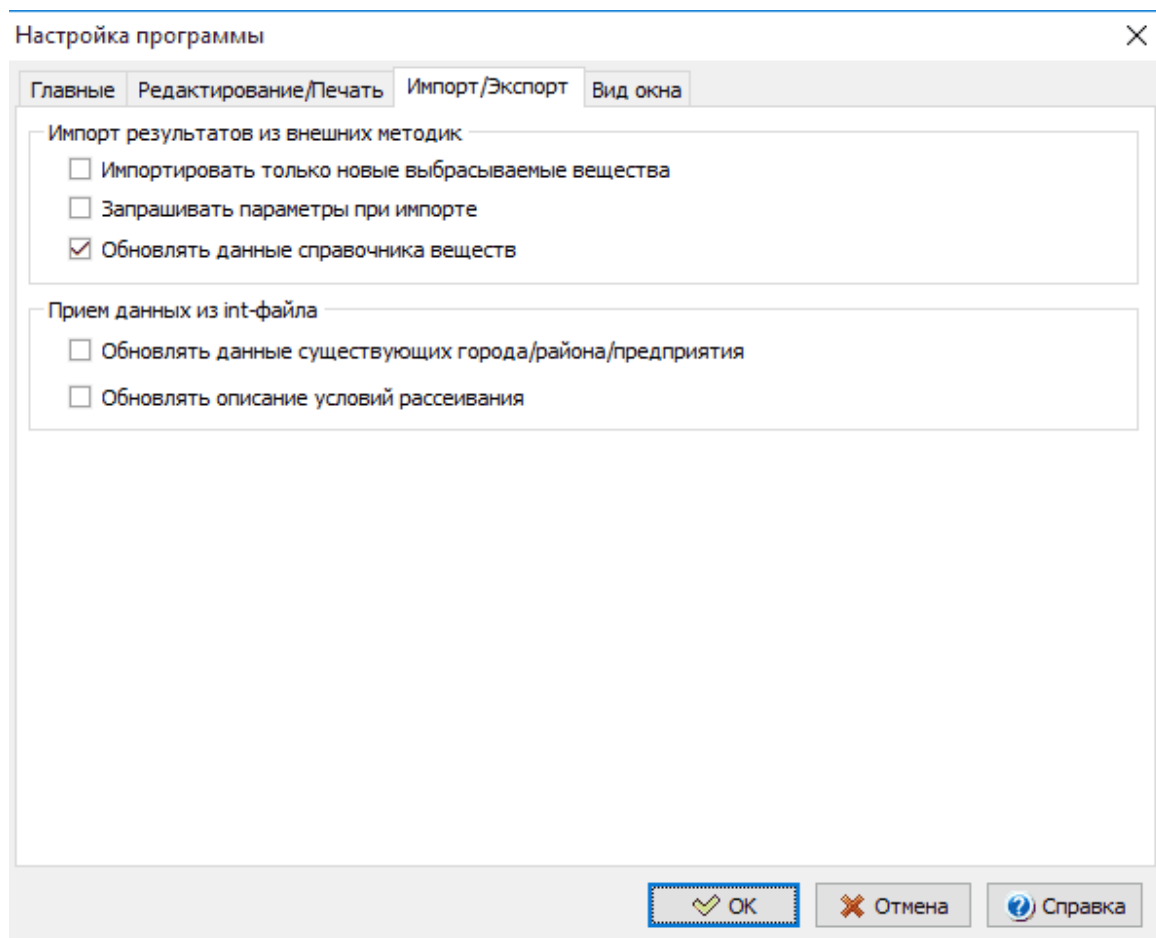 Настройка программы
Главные Редактирование/Печать Импорт/Экспорт Вид окна
Импорт результатов из внешних методик
Импортировать только новые выбрасываемые вещества
Запрашивать параметры при импорте
Обновлять данные справочника веществ
Прием данных из int-файла
Обновлять данные существующих города/района/предприятия
Обновлять описание условий рассеивания
OK Отмена Справка